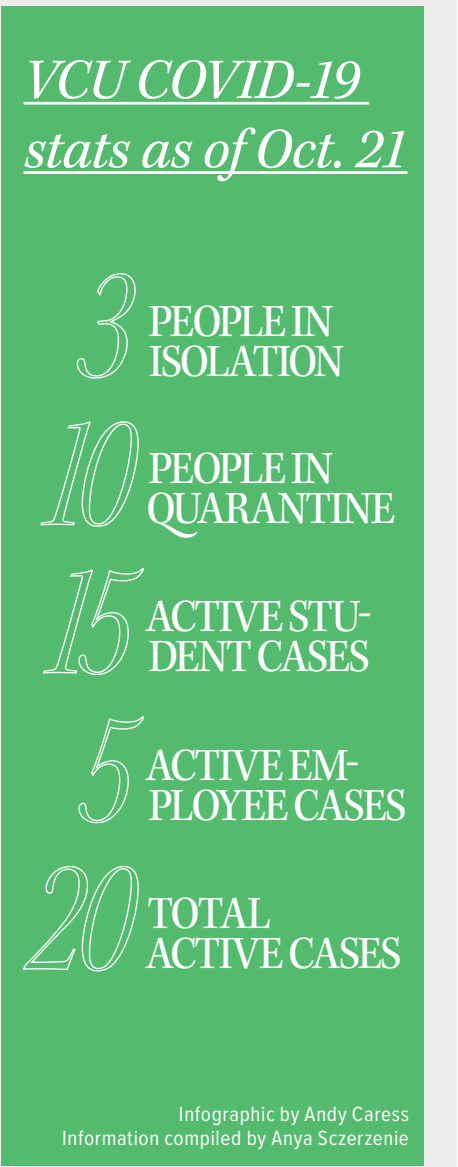 VCU COVID-19
stats as of Oct. 21
3 PEOPLE IN
ISOLATION
10 PEOPLE IN
QUARANTINE
15 ACTIVE STU-
DENT CASES
5 ACTIVE EM-
PLOYEE CASES
20 TOTAL
ACTIVE CASES
Infographic by Andy Caress
Information compiled by Anya Sczerzenie